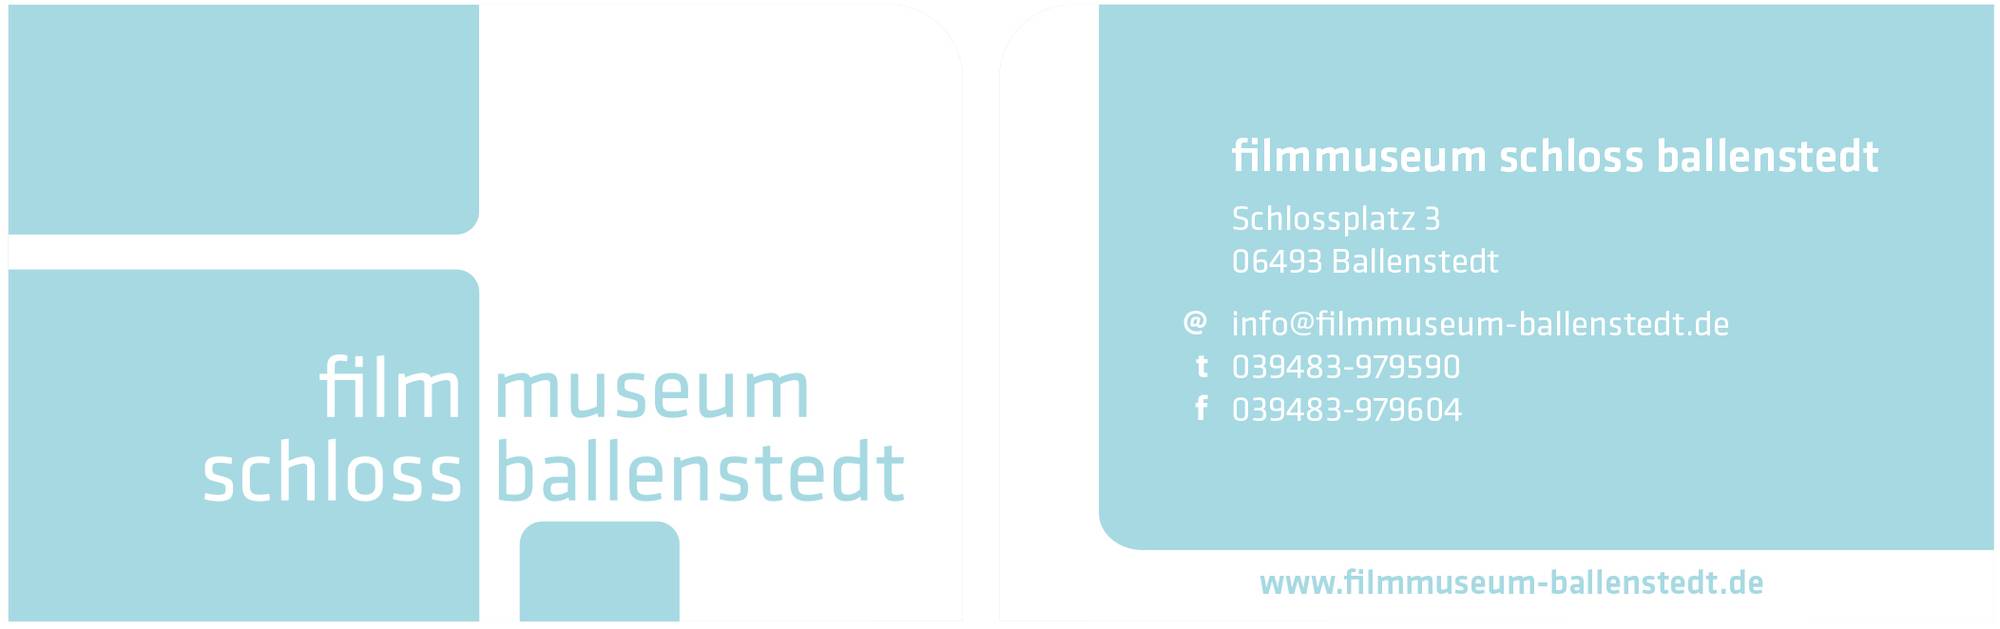 film museum
schloss ballenstedt
filmmuseum schloss ballenstedt
Schlossplatz 3
06493 Ballenstedt
@ info@filmmuseum-ballenstedt.de
t 039483-979590
f 039483-979604
www.filmmuseum-ballenstedt.de